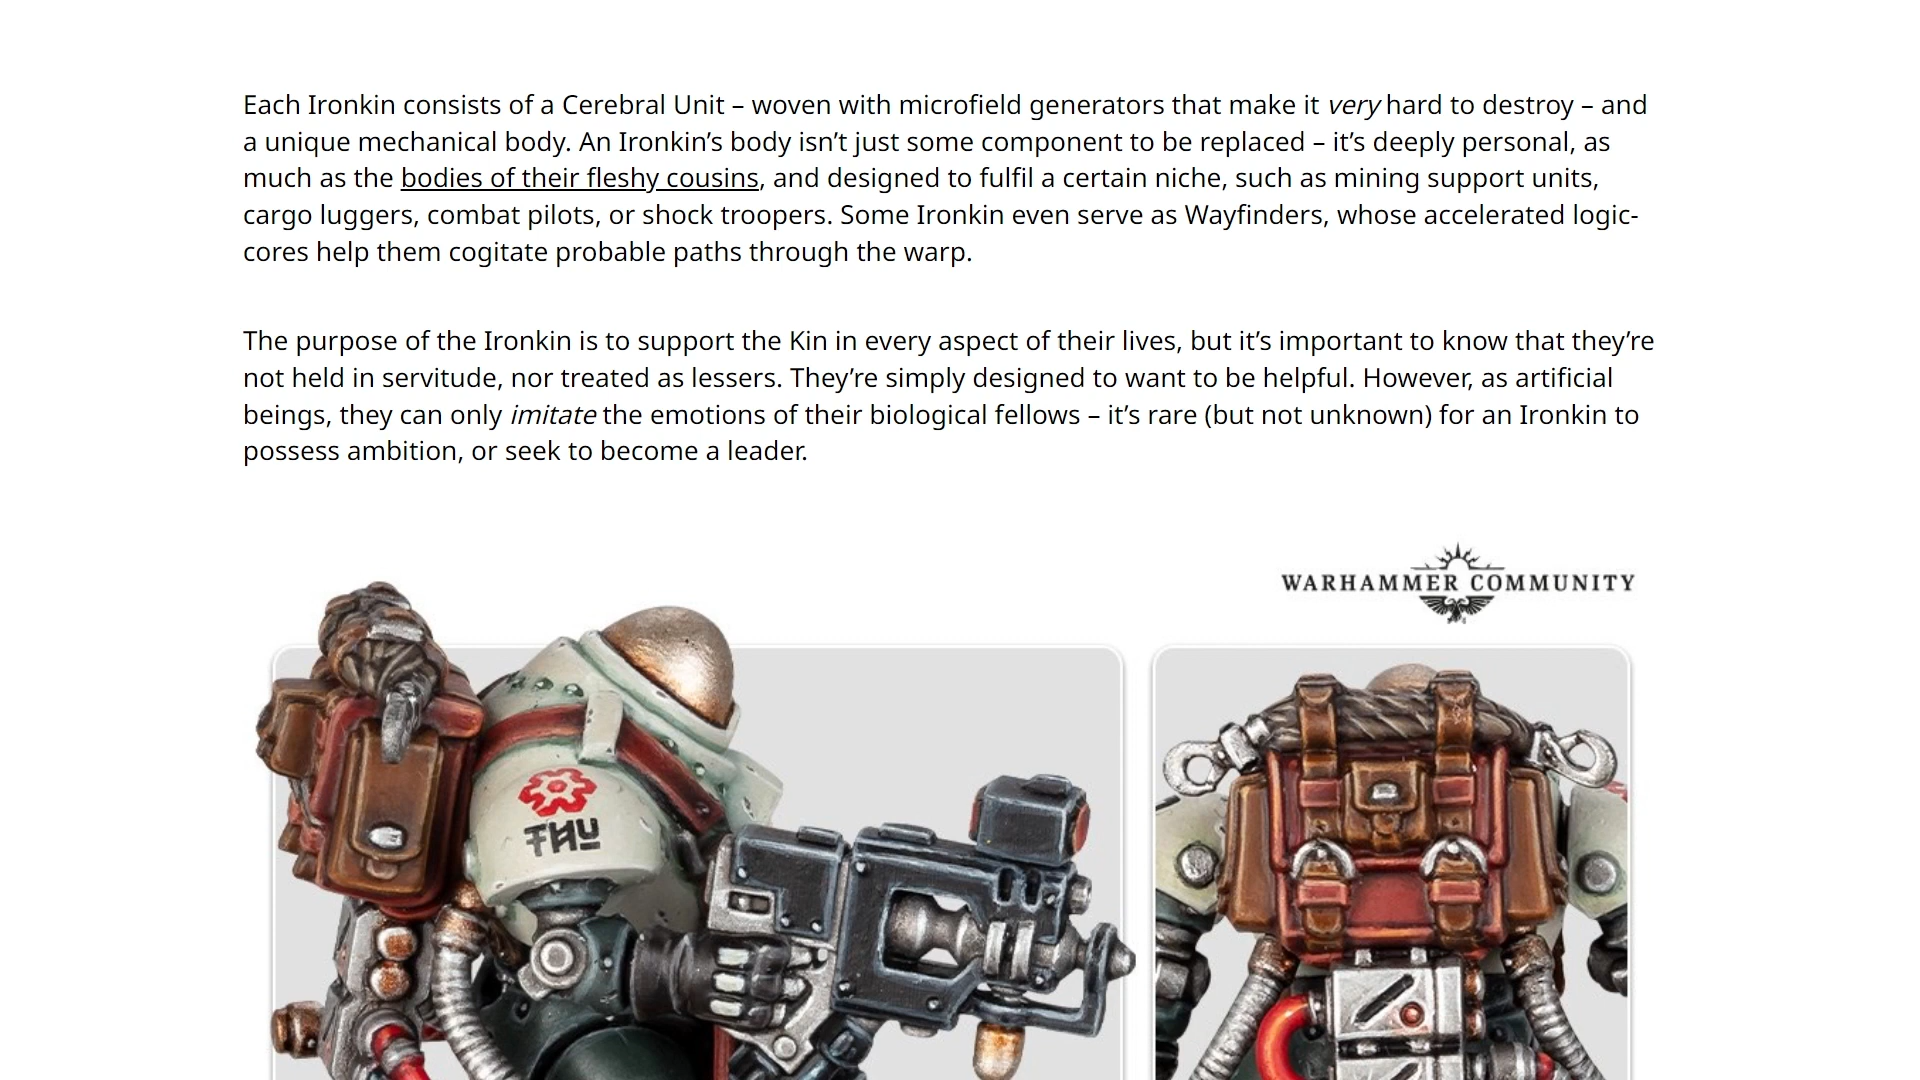 Each Ironkin consists of a Cerebral Unit – woven with microfield generators that make it very hard to destroy – and
a unique mechanical body. An Ironkin’s body isn’t just some component to be replaced – it’s deeply personal, as
much as the bodies of their fleshy cousins, and designed to fulfil a certain niche, such as mining support units,
cargo luggers, combat pilots, or shock troopers. Some Ironkin even serve as Wayfinders, whose accelerated logic-
cores help them cogitate probable paths through the warp.
The purpose of the Ironkin is to support the Kin in every aspect of their lives, but it’s important to know that they’re
not held in servitude, nor treated as lessers. They’re simply designed to want to be helpful. However, as artificial
beings, they can only imitate the emotions of their biological fellows – it’s rare (but not unknown) for an Ironkin to
possess ambition, or seek to become a leader.
WARHAMMER COMMUNITY